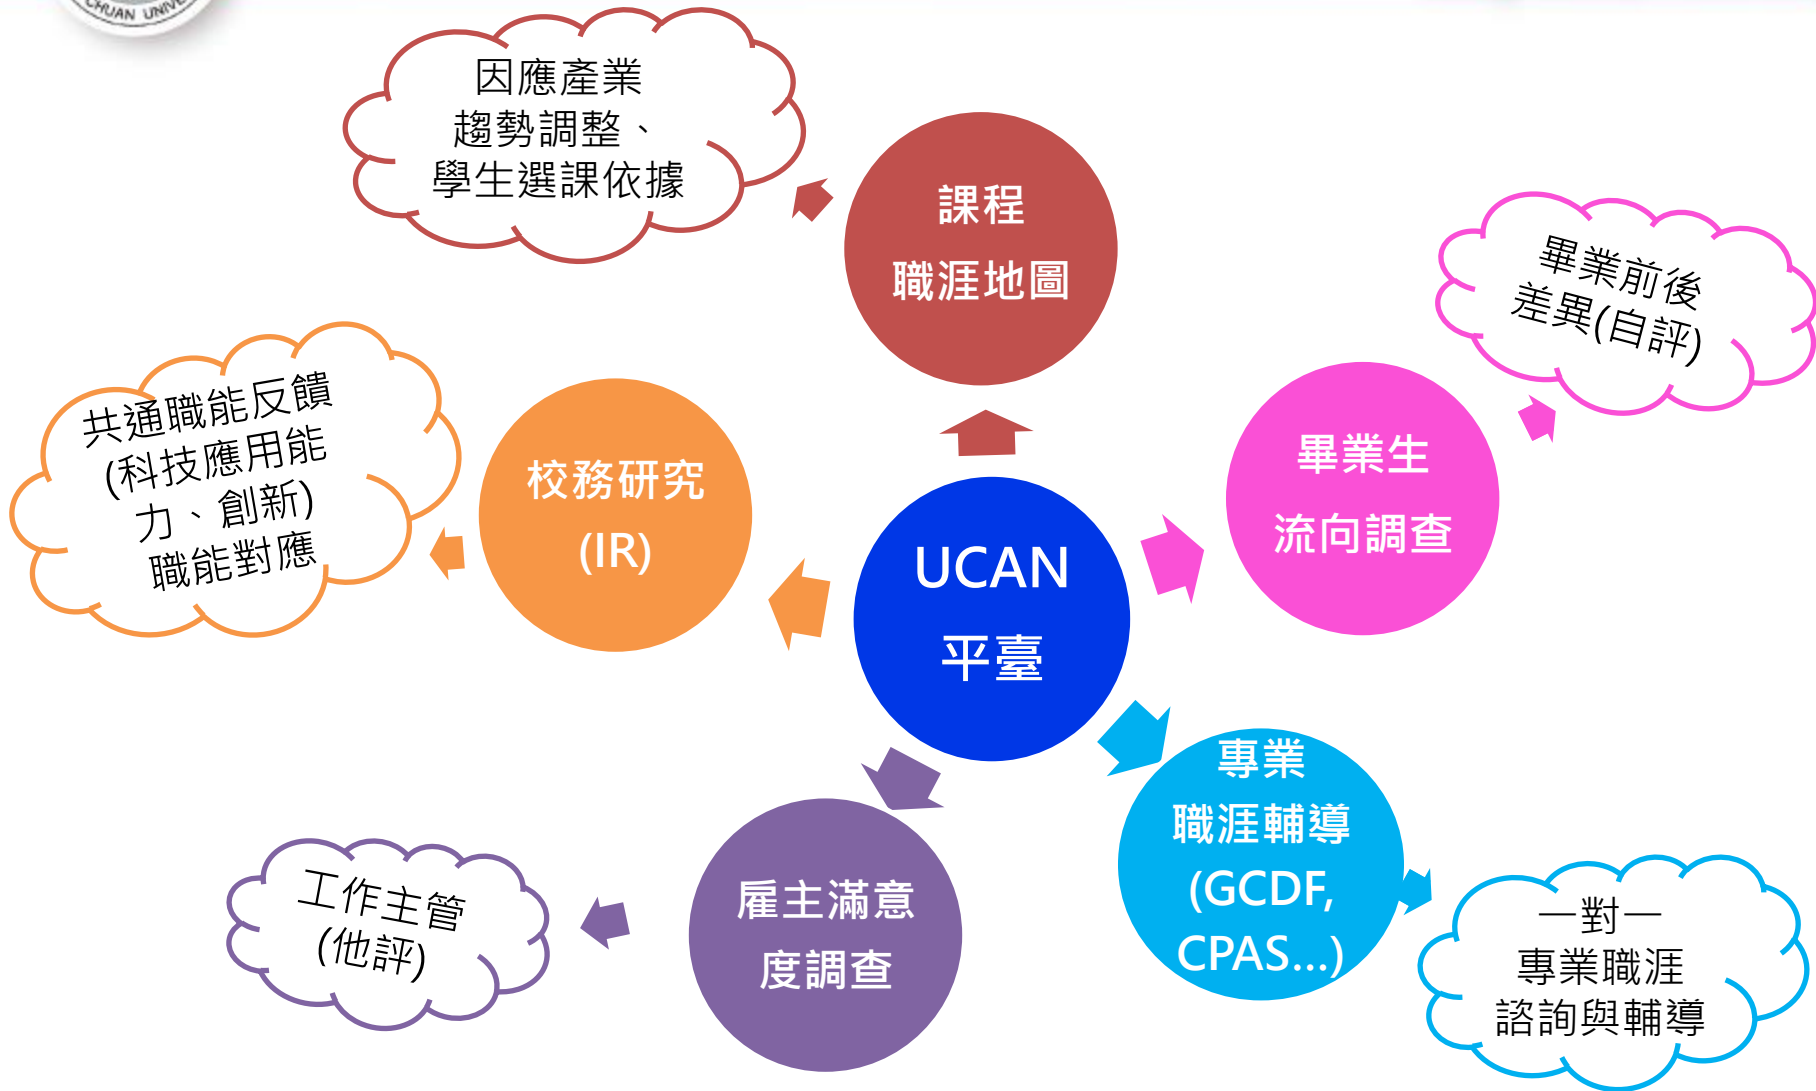 CHUAN UNIVE
因應產業
趨勢調整、
學生選課依據
課程
職涯地圖
畢業前後
差異(自評)
共通職能反饋
(科技應用能
力、創新)
職能對應
校務研究
(IR)
畢業生
流向調查
UCAN
平臺
專業
職涯輔導
(GCDF,
CPAS...)
工作主管
(他評)
雇主滿意
度調查
一對一
專業職涯
諮詢與輔導